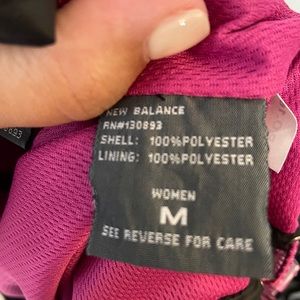 NEW BALANCE
RN#130893
SHELL: 100%POLYESTER
LINING: 100%POLYESTER
WOMEN
M
SEE REVERSE FOR CARE